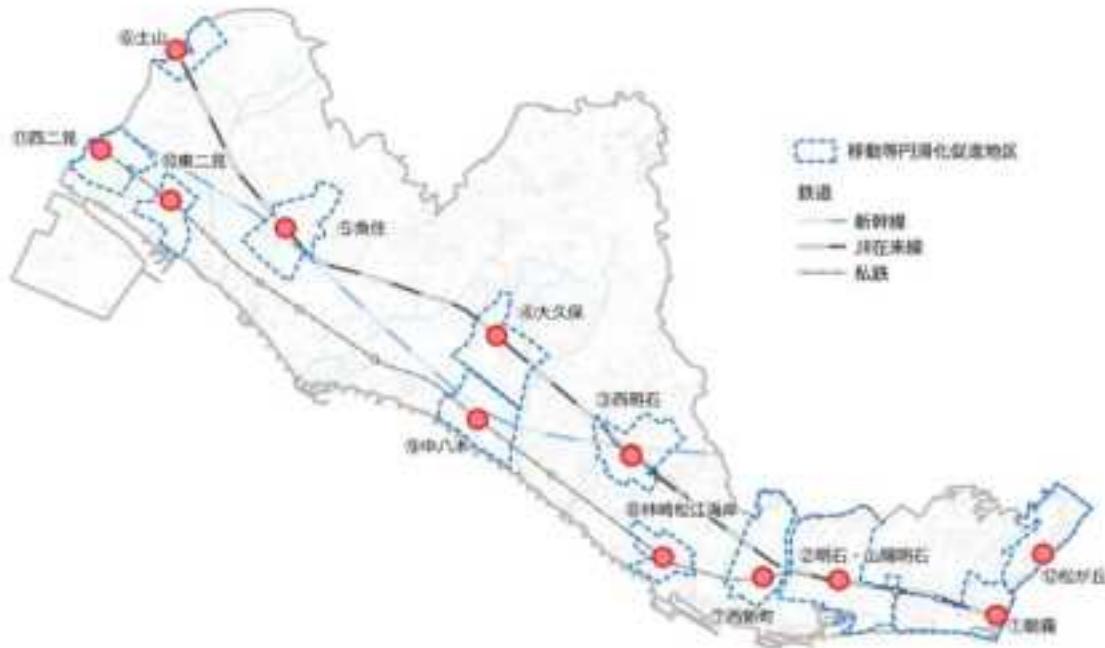 ⑥土山
⑪西二見
⑩東二見
⑤魚住
④大久保
③西明石
⑨中八木
⑧林崎松江海岸
②明石・山陽明石
⑦西新町
⑫松が丘
①朝霧
移動等円滑化促進地区
鉄道
新幹線
JR在来線
私鉄